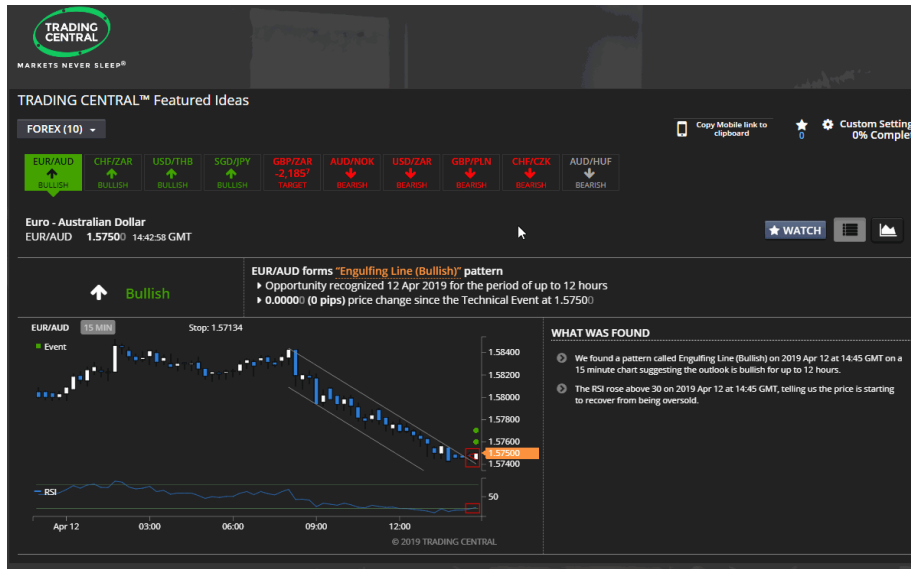 TRADING
CENTRAL
MARKETS NEVER SLEEP®
TRADING CENTRAL™ Featured Ideas
FOREX (10)
Copy Mobile link to
clipboard
0
Custom Setting
0% Complet
EUR/AUD CHF/ZAR USD/THB SGD/JPY GBP/ZAR AUD/NOK USD/ZAR GBP/PLN CHF/CZK AUD/HUF
-2,185⁷
BULLISH BULLISH BULLISH BULLISH TARGET BEARISH BEARISH BEARISH BEARISH BEARISH
Euro - Australian Dollar
EUR/AUD 1.57500 14:42:58 GMT
WATCH
Bullish
EUR/AUD forms "Engulfing Line (Bullish)" pattern
Opportunity recognized 12 Apr 2019 for the period of up to 12 hours
0.00000 (0 pips) price change since the Technical Event at 1.57500
EUR/AUD 15 MIN Stop: 1.57134
Event
1.58400
1.58200
1.58000
1.57800
1.57600
1.57500
1.57400
RSI
50
Apr 12 03:00 06:00 09:00 12:00
© 2019 TRADING CENTRAL
WHAT WAS FOUND
We found a pattern called Engulfing Line (Bullish) on 2019 Apr 12 at 14:45 GMT on a
15 minute chart suggesting the outlook is bullish for up to 12 hours.
The RSI rose above 30 on 2019 Apr 12 at 14:45 GMT, telling us the price is starting
to recover from being oversold.